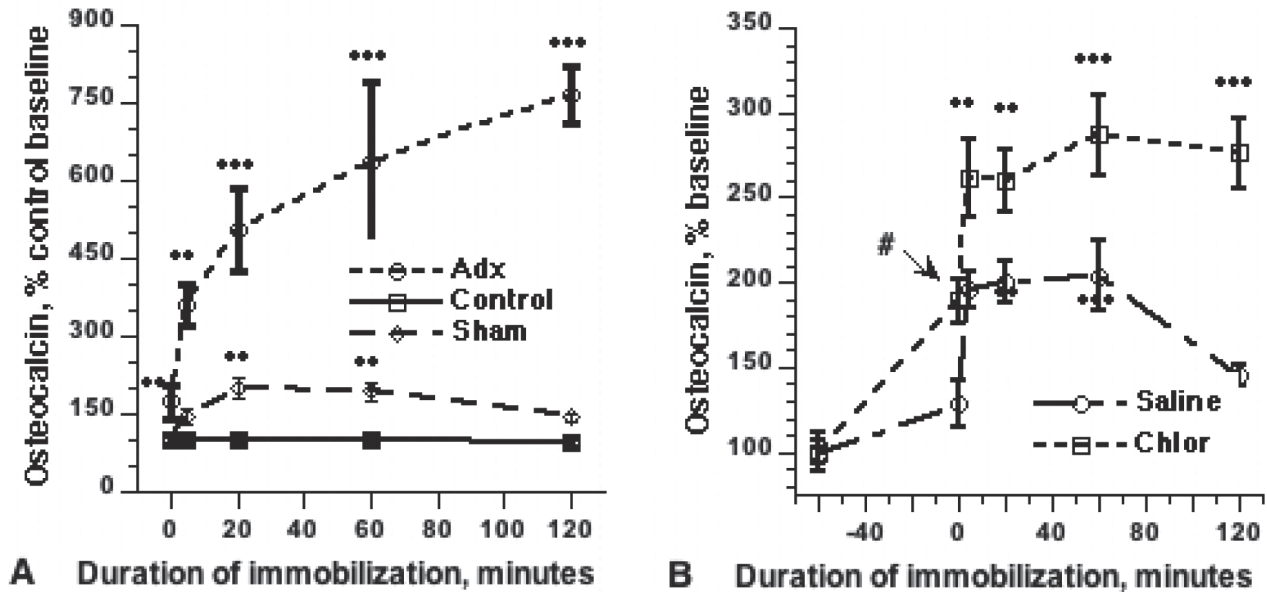 900
750
600
450
300
150
0
Osteocalcin, % control baseline
Adx
Control
Sham
0 20 40 60 80 100 120
A Duration of immobilization, minutes
350
300
250
200
150
100
Osteocalcin, % baseline
#
Saline
Chlor
-40 0 40 80 120
B Duration of immobilization, minutes